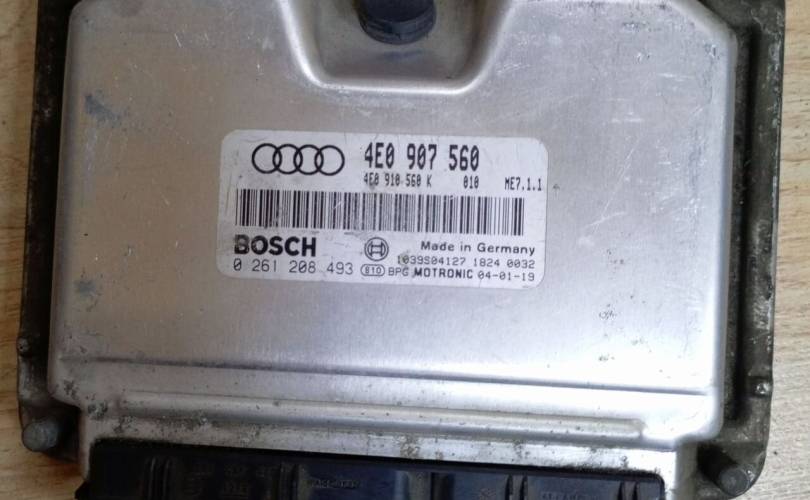 4E0 907 560
4E0 910 560 K 010 ME7.1.1
BOSCH Made in Germany
1039S04127 1824 0032
0 261 208 493 810 BPG MOTRONIC 04-01-19